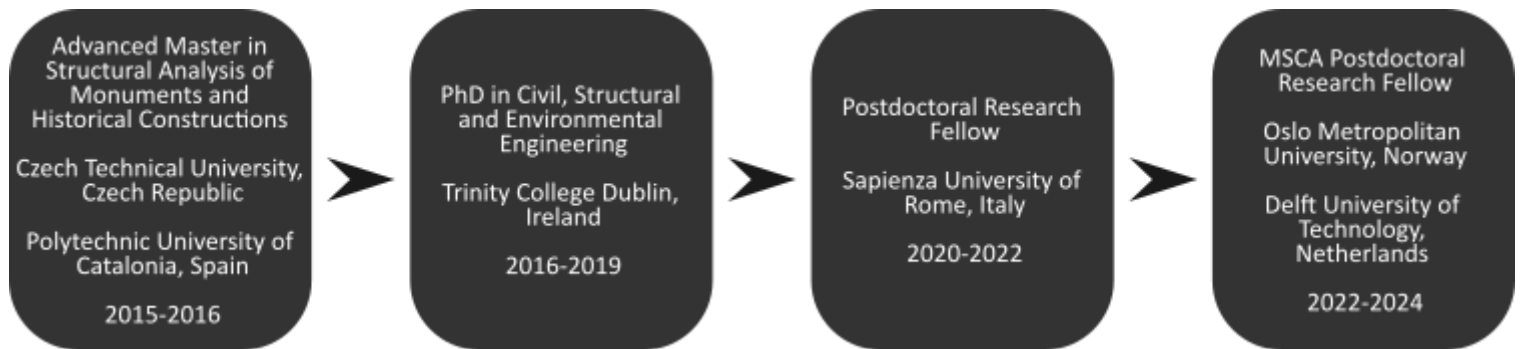 Advanced Master in
Structural Analysis of
Monuments and
Historical Constructions
Czech Technical University,
Czech Republic
Polytechnic University of
Catalonia, Spain
2015-2016
PhD in Civil, Structural
and Environmental
Engineering
Trinity College Dublin,
Ireland
2016-2019
Postdoctoral Research
Fellow
Sapienza University of
Rome, Italy
2020-2022
MSCA Postdoctoral
Research Fellow
Oslo Metropolitan
University, Norway
Delft University of
Technology,
Netherlands
2022-2024